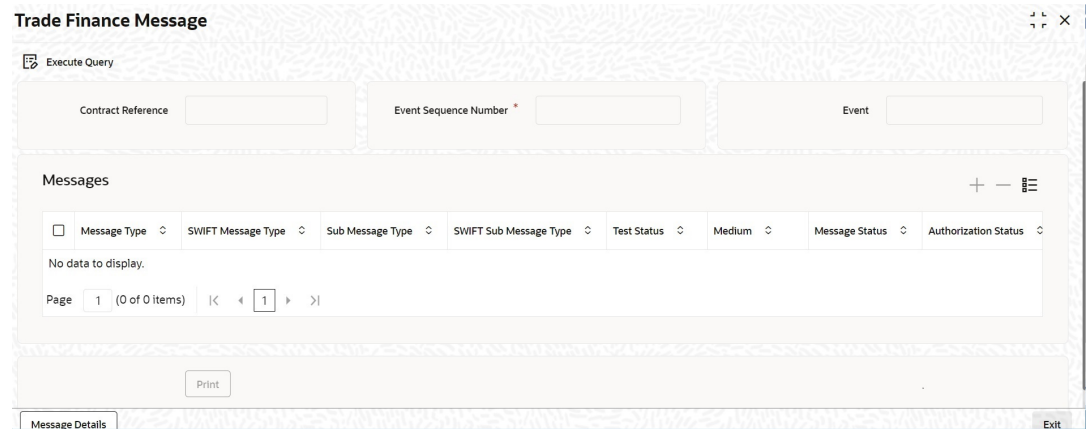 Trade Finance Message
Execute Query
Contract Reference
Event Sequence Number *
Event
Messages
Message Type SWIFT Message Type Sub Message Type SWIFT Sub Message Type Test Status Medium Message Status Authorization Status
No data to display.
Page 1 (0 of 0 items) 1
Print
Message Details
Exit